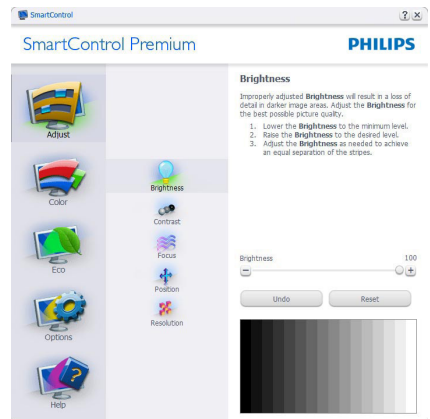 SmartControl
SmartControl Premium
PHILIPS
Adjust
Color
Eco
Options
Help
Brightness
Contrast
Focus
Position
Resolution
Brightness
Improperly adjusted Brightness will result in a loss of
detail in darker image areas. Adjust the Brightness for
the best possible picture quality.
1. Lower the Brightness to the minimum level.
2. Raise the Brightness to the desired level.
3. Adjust the Brightness as needed to achieve
an equal separation of the stripes.
Brightness 100
Undo Reset